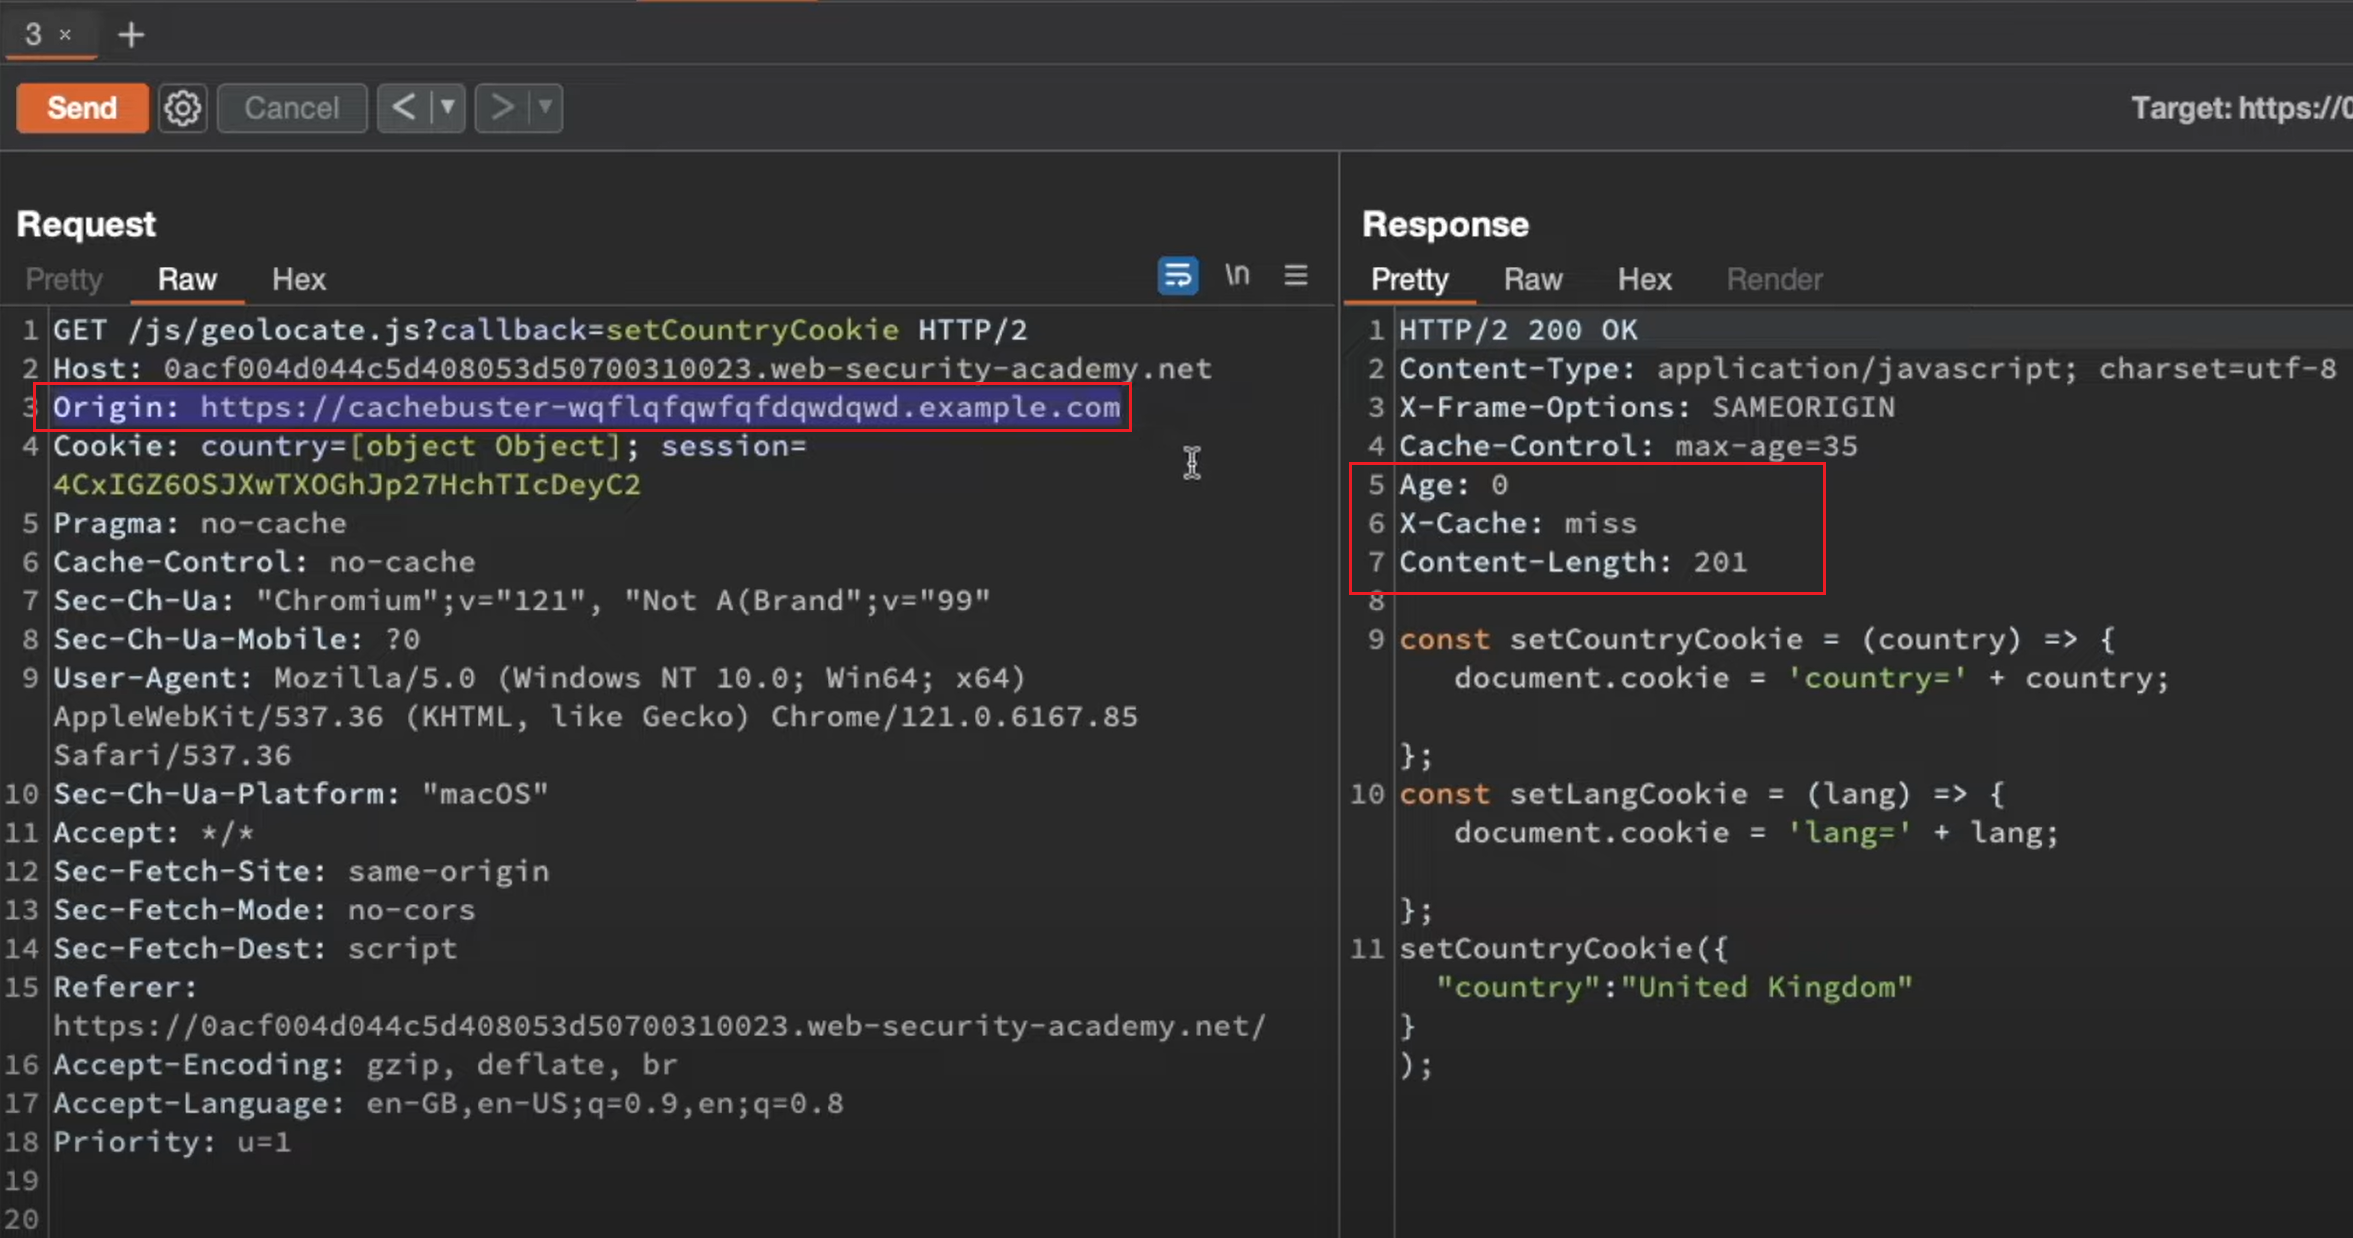 3 × +
Send Cancel < ▼ > ▼ Target: https://0
Request
Pretty Raw Hex \n
1 GET /js/geolocate.js?callback=setCountryCookie HTTP/2
2 Host: 0acf004d044c5d408053d50700310023.web-security-academy.net
3 Origin: https://cachebuster-wqflqfqwfqfdqwdqwd.example.com
4 Cookie: country=[object Object]; session=
4CxIGZ6OSJXwTXOGhJp27HchTIcDeyC2
5 Pragma: no-cache
6 Cache-Control: no-cache
7 Sec-Ch-Ua: "Chromium";v="121", "Not A(Brand";v="99"
8 Sec-Ch-Ua-Mobile: ?0
9 User-Agent: Mozilla/5.0 (Windows NT 10.0; Win64; x64)
AppleWebKit/537.36 (KHTML, like Gecko) Chrome/121.0.6167.85
Safari/537.36
10 Sec-Ch-Ua-Platform: "macOS"
11 Accept: */*
12 Sec-Fetch-Site: same-origin
13 Sec-Fetch-Mode: no-cors
14 Sec-Fetch-Dest: script
15 Referer:
https://0acf004d044c5d408053d50700310023.web-security-academy.net/
16 Accept-Encoding: gzip, deflate, br
17 Accept-Language: en-GB,en-US;q=0.9,en;q=0.8
18 Priority: u=1
19
20
Response
Pretty Raw Hex Render
1 HTTP/2 200 OK
2 Content-Type: application/javascript; charset=utf-8
3 X-Frame-Options: SAMEORIGIN
4 Cache-Control: max-age=35
5 Age: 0
6 X-Cache: miss
7 Content-Length: 201
8
9 const setCountryCookie = (country) => {
document.cookie = 'country=' + country;
};
10 const setLangCookie = (lang) => {
document.cookie = 'lang=' + lang;
};
11 setCountryCookie({
"country":"United Kingdom"
}
);